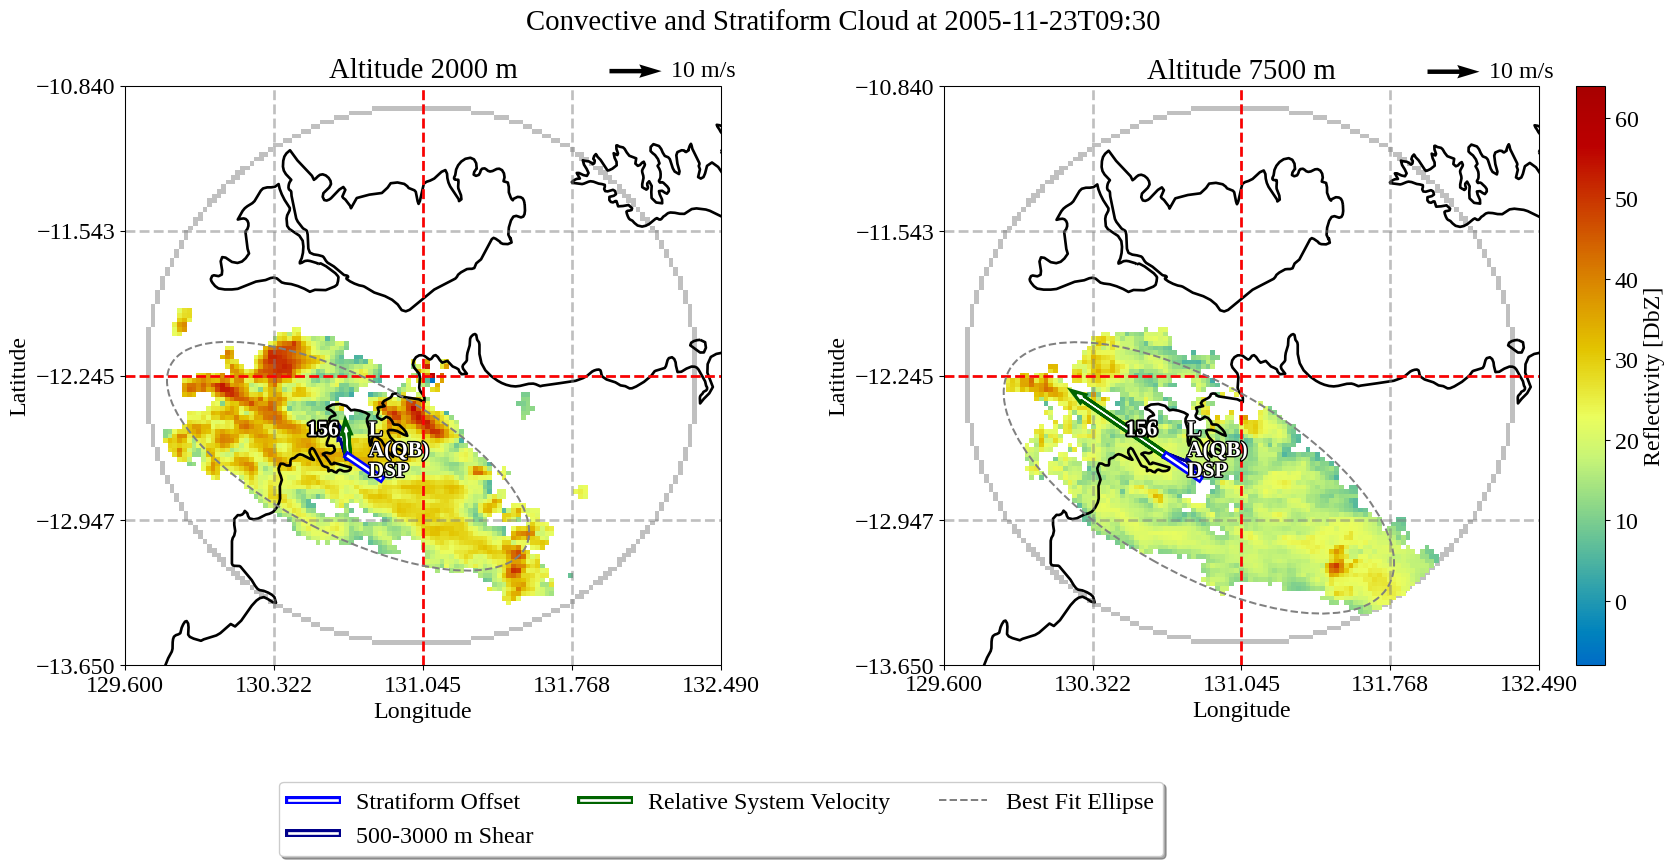 Convective and Stratiform Cloud at 2005-11-23T09:30
Altitude 2000 m
10 m/s
Altitude 7500 m
10 m/s
−10.840
−11.543
−12.245
−12.947
−13.650
Latitude
129.600
130.322
131.045
131.768
132.490
Longitude
156
L
A(QB)
DSP
−10.840
−11.543
−12.245
−12.947
−13.650
Latitude
129.600
130.322
131.045
131.768
132.490
Longitude
156
L
A(QB)
DSP
60
50
40
30
20
10
0
Reflectivity [DbZ]
Stratiform Offset
500-3000 m Shear
Relative System Velocity
Best Fit Ellipse